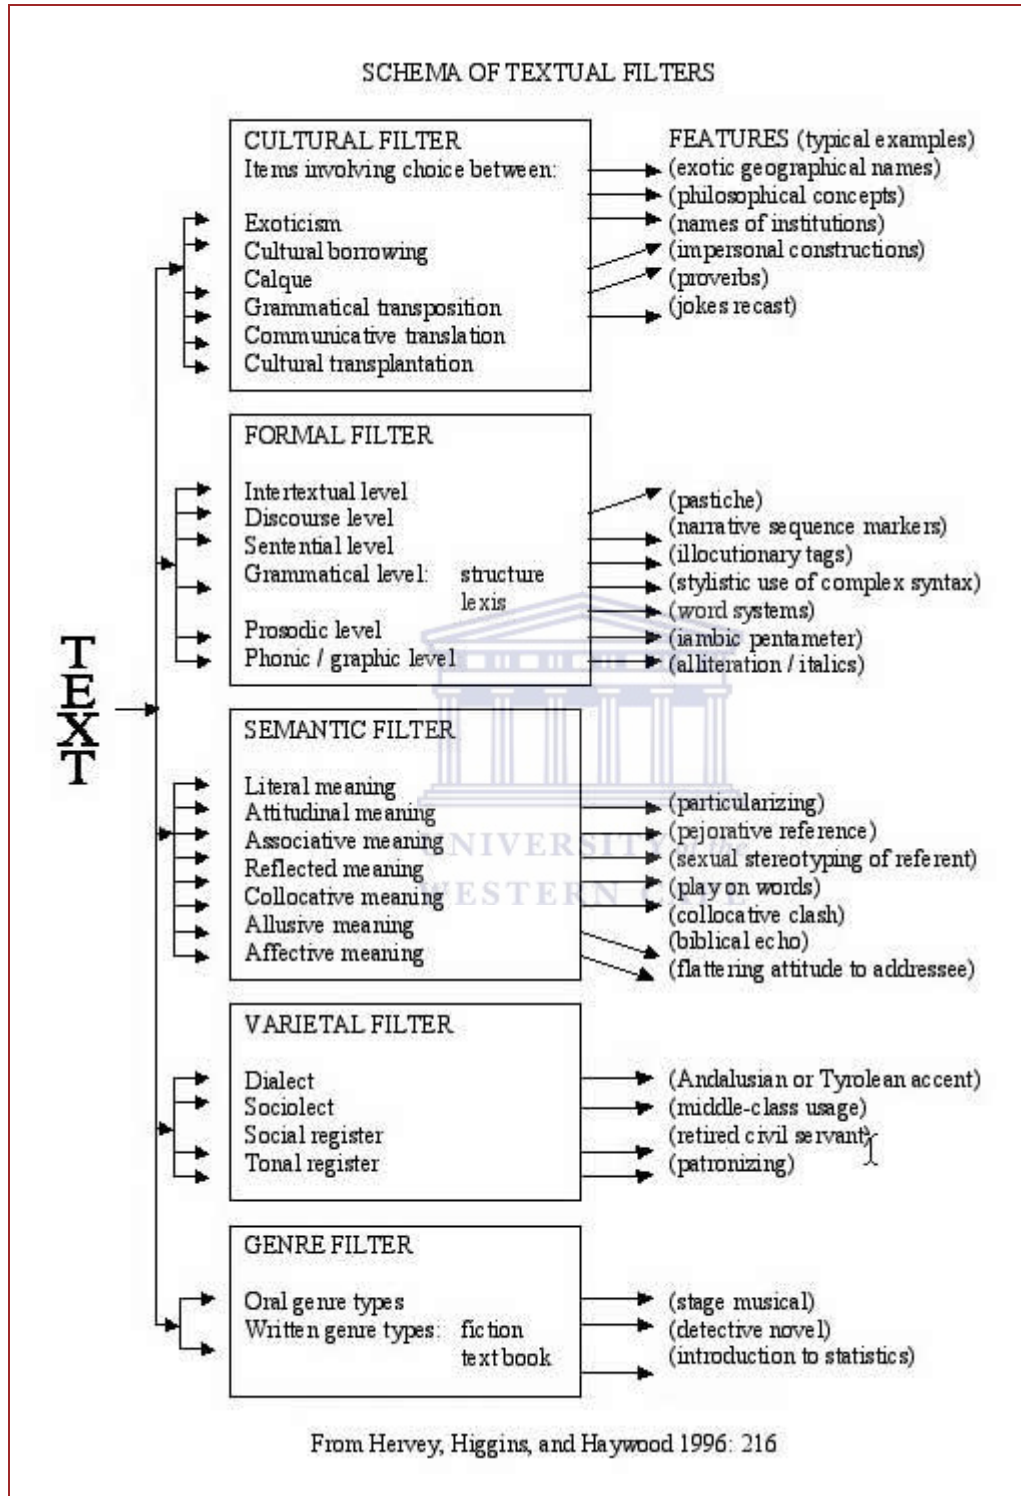 SCHEMA OF TEXTUAL FILTERS
CULTURAL FILTER FEATURES (typical examples)
Items involving choice between: (exotic geographical names)
(philosophical concepts)
Exoticism (names of institutions)
Cultural borrowing (impersonal constructions)
Calque (proverbs)
Grammatical transposition (jokes recast)
Communicative translation
Cultural transplantation
FORMAL FILTER
Intertextual level (pastiche)
Discourse level (narrative sequence markers)
Sentential level (illocutionary tags)
Grammatical level: structure (stylistic use of complex syntax)
lexis (word systems)
Prosodic level (iambic pentameter)
Phonic / graphic level (alliteration / italics)
TEXT
SEMANTIC FILTER
Literal meaning (particularizing)
Attitudinal meaning (pejorative reference)
Associative meaning (sexual stereotyping of referent)
Reflected meaning (play on words)
Collocative meaning (collocative clash)
Allusive meaning (biblical echo)
Affective meaning (flattering attitude to addressee)
UNIVERSITY of the
WESTERN CAPE
VARIETAL FILTER
Dialect (Andalusian or Tyrolean accent)
Sociolect (middle-class usage)
Social register (retired civil servant)
Tonal register (patronizing)
GENRE FILTER
Oral genre types (stage musical)
Written genre types: fiction (detective novel)
textbook (introduction to statistics)
From Hervey, Higgins, and Haywood 1996: 216